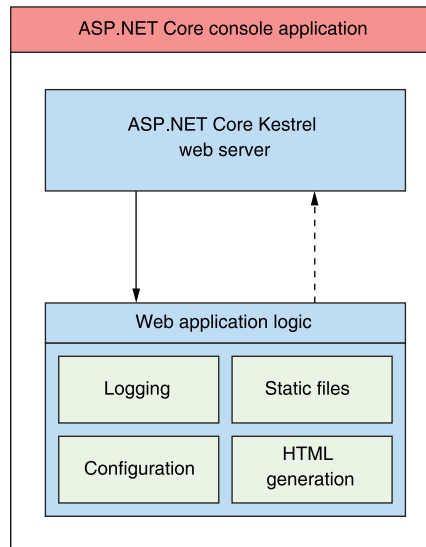 ASP.NET Core console application
ASP.NET Core Kestrel
web server
Web application logic
Logging
Static files
Configuration
HTML
generation